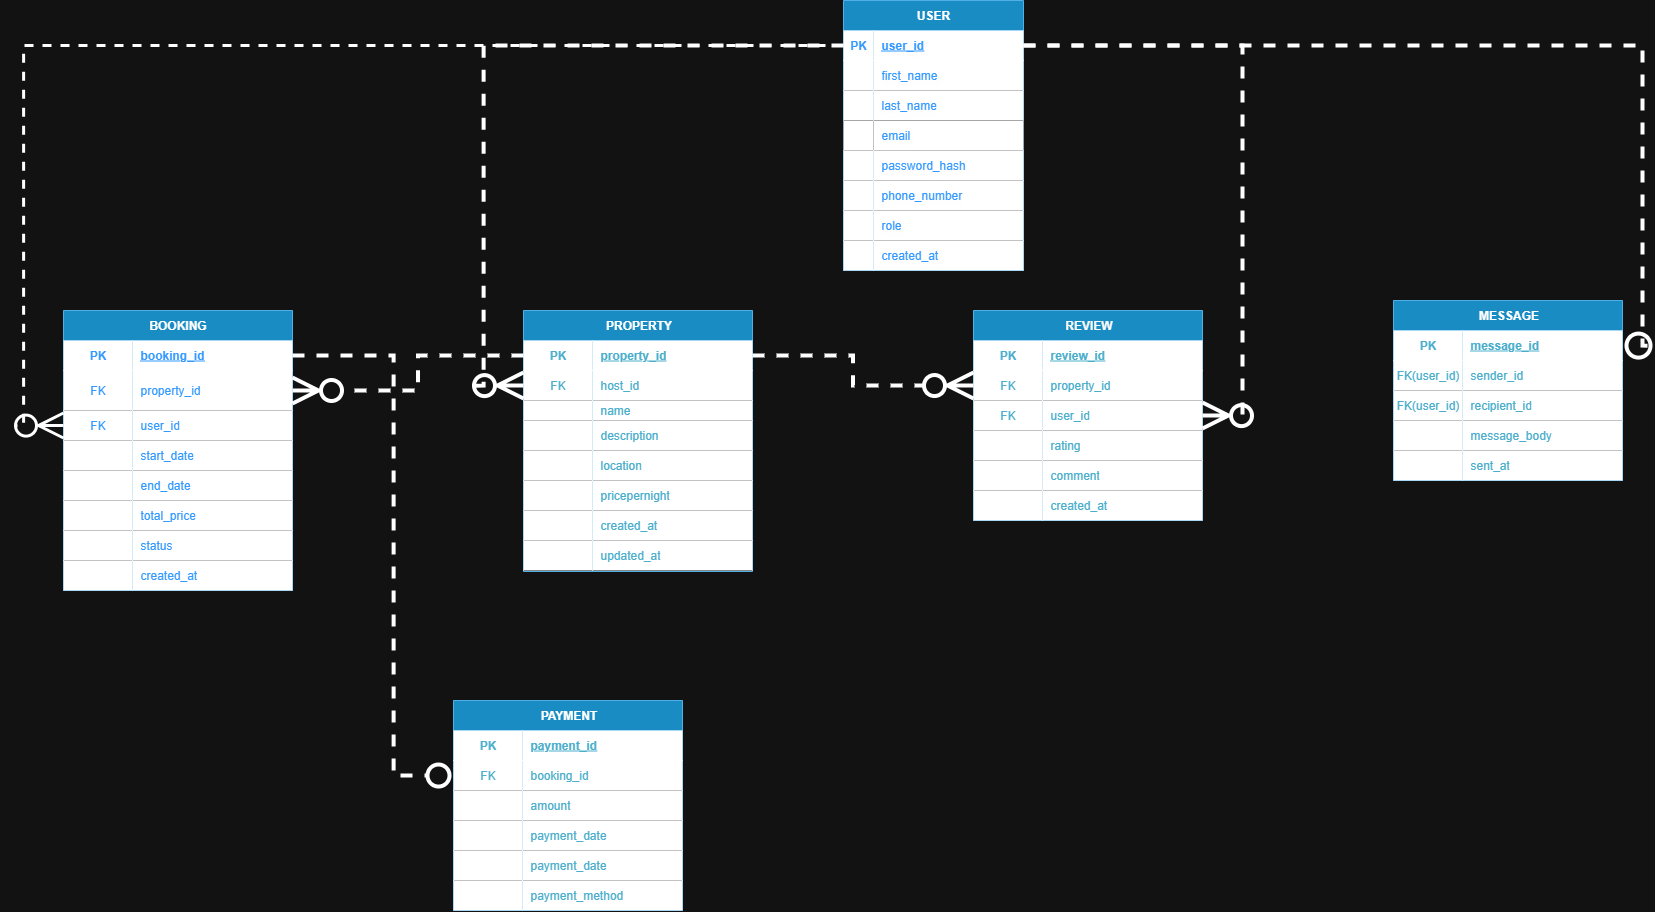 USER
PK user_id
first_name
last_name
email
password_hash
phone_number
role
created_at
BOOKING
PK booking_id
FK property_id
FK user_id
start_date
end_date
total_price
status
created_at
PROPERTY
PK property_id
FK host_id
name
description
location
pricepernight
created_at
updated_at
REVIEW
PK review_id
FK property_id
FK user_id
rating
comment
created_at
MESSAGE
PK message_id
FK(user_id) sender_id
FK(user_id) recipient_id
message_body
sent_at
PAYMENT
PK payment_id
FK booking_id
amount
payment_date
payment_date
payment_method